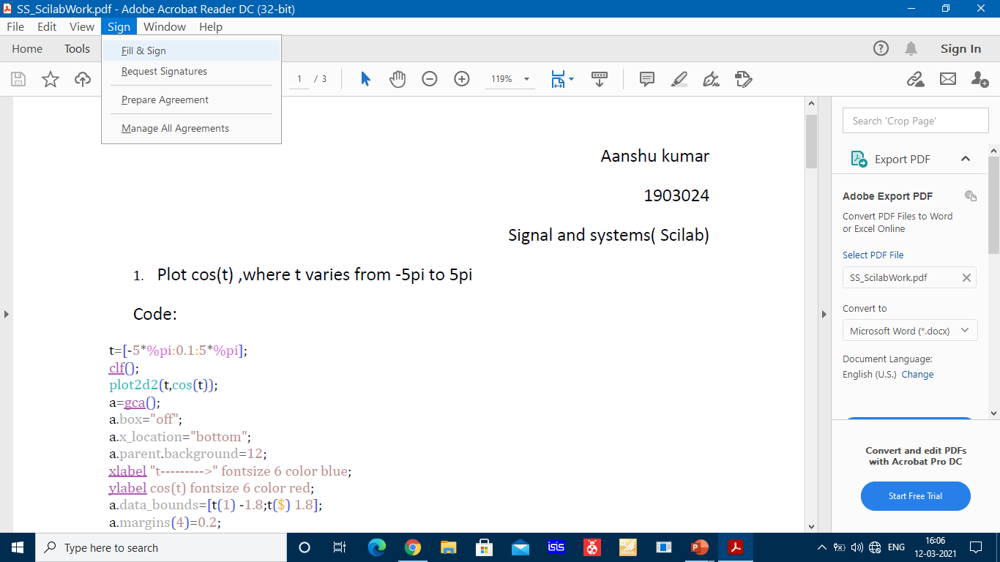 SS_ScilabWork.pdf - Adobe Acrobat Reader DC (32-bit)
File Edit View Sign Window Help
Home Tools Sign In
Fill & Sign
Request Signatures
Prepare Agreement
Manage All Agreements
1 / 3 119%
Aanshu kumar
1903024
Signal and systems( Scilab)
1. Plot cos(t) ,where t varies from -5pi to 5pi
Code:
t=[-5*%pi:0.1:5*%pi];
clf();
plot2d2(t,cos(t));
a=gca();
a.box="off";
a.x_location="bottom";
a.parent.background=12;
xlabel "t--------->" fontsize 6 color blue;
ylabel cos(t) fontsize 6 color red;
a.data_bounds=[t(1) -1.8;t($) 1.8];
a.margins(4)=0.2;
Search 'Crop Page'
Export PDF
Adobe Export PDF
Convert PDF Files to Word
or Excel Online
Select PDF File
SS_ScilabWork.pdf
Convert to
Microsoft Word (*.docx)
Document Language:
English (U.S.) Change
Convert and edit PDFs
with Acrobat Pro DC
Start Free Trial
Type here to search
isis
ENG
16:06
12-03-2021